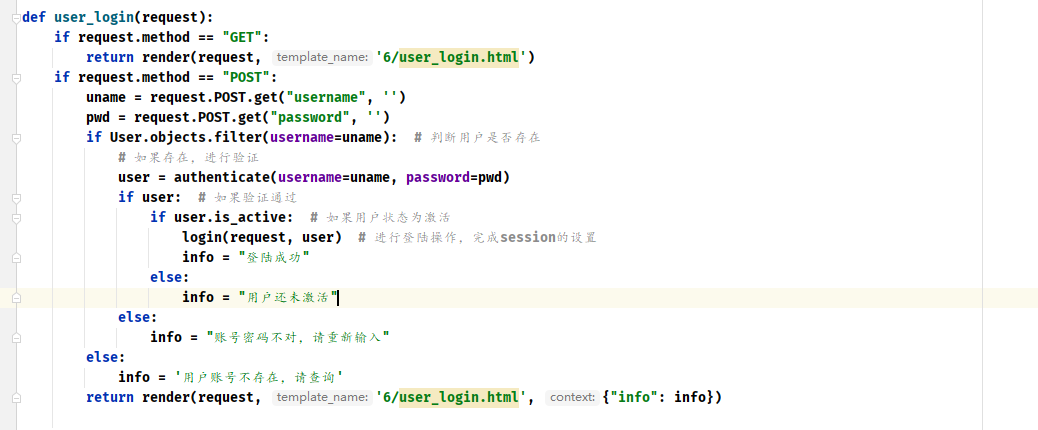 def user_login(request):
    if request.method == "GET":
        return render(request, template_name: '6/user_login.html')
    if request.method == "POST":
        uname = request.POST.get("username", '')
        pwd = request.POST.get("password", '')
        if User.objects.filter(username=uname):  # 判断用户是否存在
            # 如果存在，进行验证
            user = authenticate(username=uname, password=pwd)
            if user:  # 如果验证通过
                if user.is_active:  # 如果用户状态为激活
                    login(request, user)  # 进行登陆操作，完成session的设置
                    info = "登陆成功"
                else:
                    info = "用户还未激活"
            else:
                info = "账号密码不对，请重新输入"
        else:
            info = '用户账号不存在，请查询'
        return render(request, template_name: '6/user_login.html', context: {"info": info})